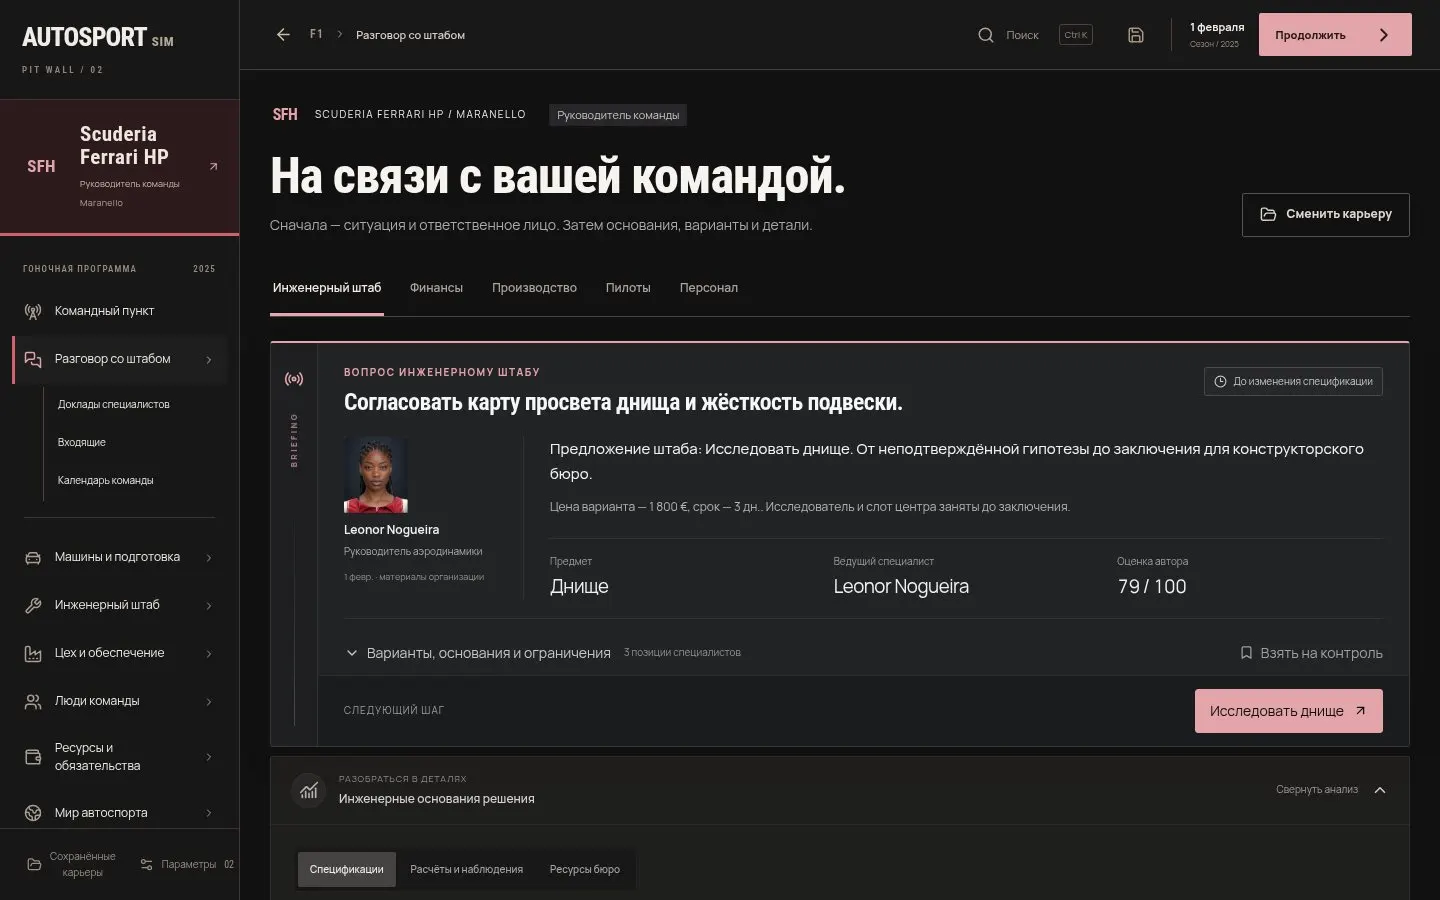 AUTOSPORT SIM
PIT WALL / 02
SFH
Scuderia
Ferrari HP
Руководитель команды
Maranello
ГОНОЧНАЯ ПРОГРАММА 2025
Командный пункт
Разговор со штабом
Доклады специалистов
Входящие
Календарь команды
Машины и подготовка
Инженерный штаб
Цех и обеспечение
Люди команды
Ресурсы и
обязательства
Мир автоспорта
Сохранённые
карьеры
Параметры 02
F1 Разговор со штабом
Поиск Ctrl K
1 февраля
Сезон / 2025
Продолжить
SFH SCUDERIA FERRARI HP / MARANELLO Руководитель команды
На связи с вашей командой.
Сначала — ситуация и ответственное лицо. Затем основания, варианты и детали.
Сменить карьеру
Инженерный штаб Финансы Производство Пилоты Персонал
BRIEFING
ВОПРОС ИНЖЕНЕРНОМУ ШТАБУ
Согласовать карту просвета днища и жёсткость подвески.
До изменения спецификации
Leonor Nogueira
Руководитель аэродинамики
1 февр. · материалы организации
Предложение штаба: Исследовать днище. От неподтверждённой гипотезы до заключения для конструкторского
бюро.
Цена варианта — 1 800 €, срок — 3 дн.. Исследователь и слот центра заняты до заключения.
Предмет Ведущий специалист Оценка автора
Днище Leonor Nogueira 79 / 100
Варианты, основания и ограничения 3 позиции специалистов
Взять на контроль
СЛЕДУЮЩИЙ ШАГ
Исследовать днище
РАЗОБРАТЬСЯ В ДЕТАЛЯХ
Инженерные основания решения
Свернуть анализ
Спецификации Расчёты и наблюдения Ресурсы бюро